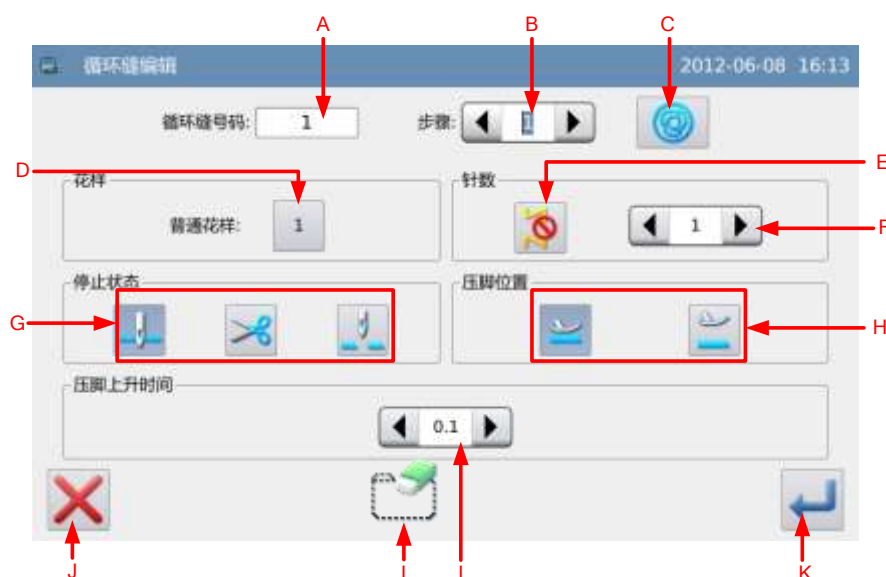 A B C
循环缝编辑 2012-06-08 16:13
循环缝号码: 1 步骤: 1
D 花样 针数 E
普通花样: 1 1 F
停止状态 压脚位置
G H
压脚上升时间
0.1
J I I K